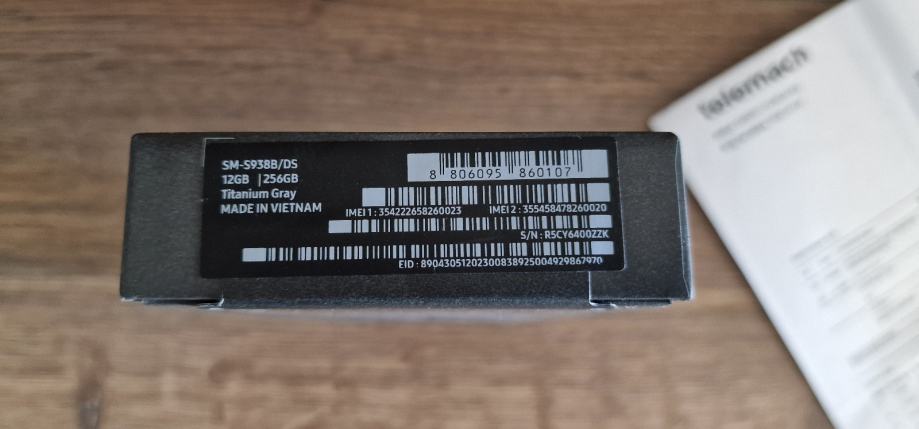 SM-S938B/DS
12GB | 256GB
Titanium Gray
MADE IN VIETNAM
8 806095 860107
IMEI 1 : 354222658260023 IMEI 2 : 355458478260020
S/N : R5CY6400ZZK
EID : 89043051202300838925004929867970
Telemach